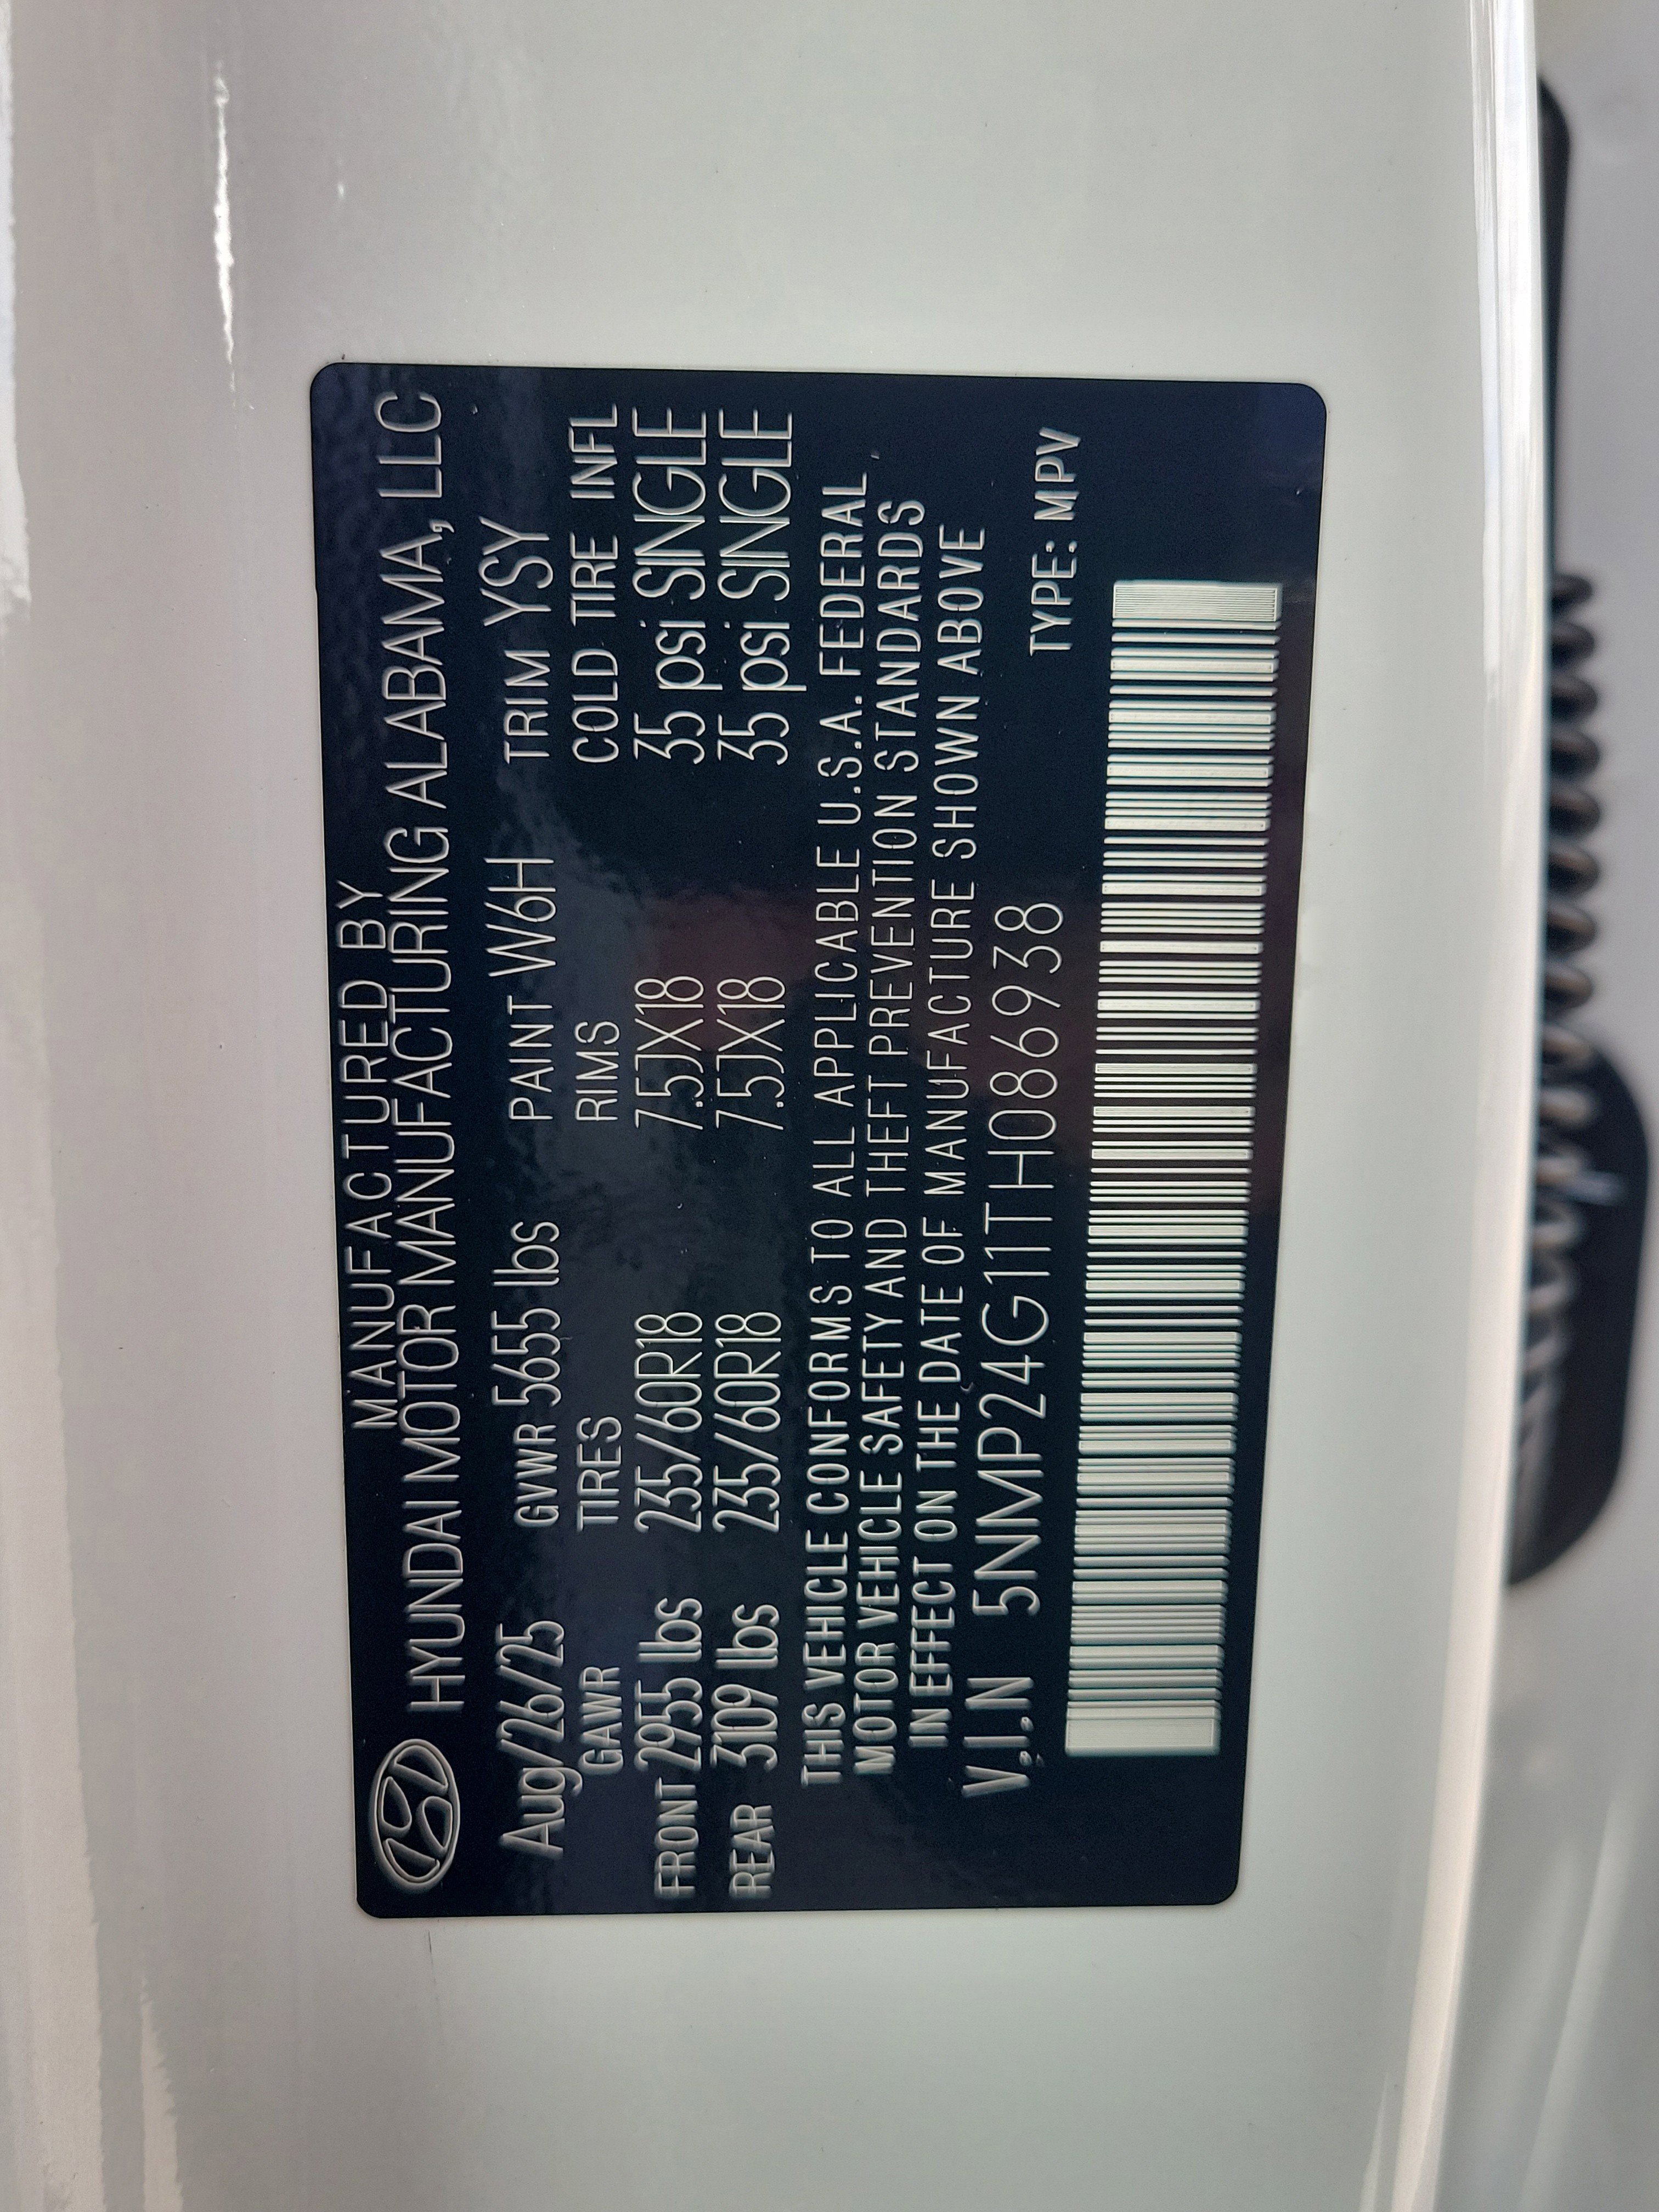 MANUFACTURED BY
HYUNDAI MOTOR MANUFACTURING ALABAMA, LLC
Aug/26/25 GVWR 5655 lbs PAINT W6H TRIM YSY
GAWR TIRES RIMS COLD TIRE INFL
FRONT 2955 lbs 235/60R18 7.5JX18 35 psi SINGLE
REAR 3109 lbs 235/60R18 7.5JX18 35 psi SINGLE
THIS VEHICLE CONFORMS TO ALL APPLICABLE U.S.A. FEDERAL
MOTOR VEHICLE SAFETY AND THEFT PREVENTION STANDARDS
IN EFFECT ON THE DATE OF MANUFACTURE SHOWN ABOVE
V.I.N 5NMP24G11TH086938 TYPE: MPV